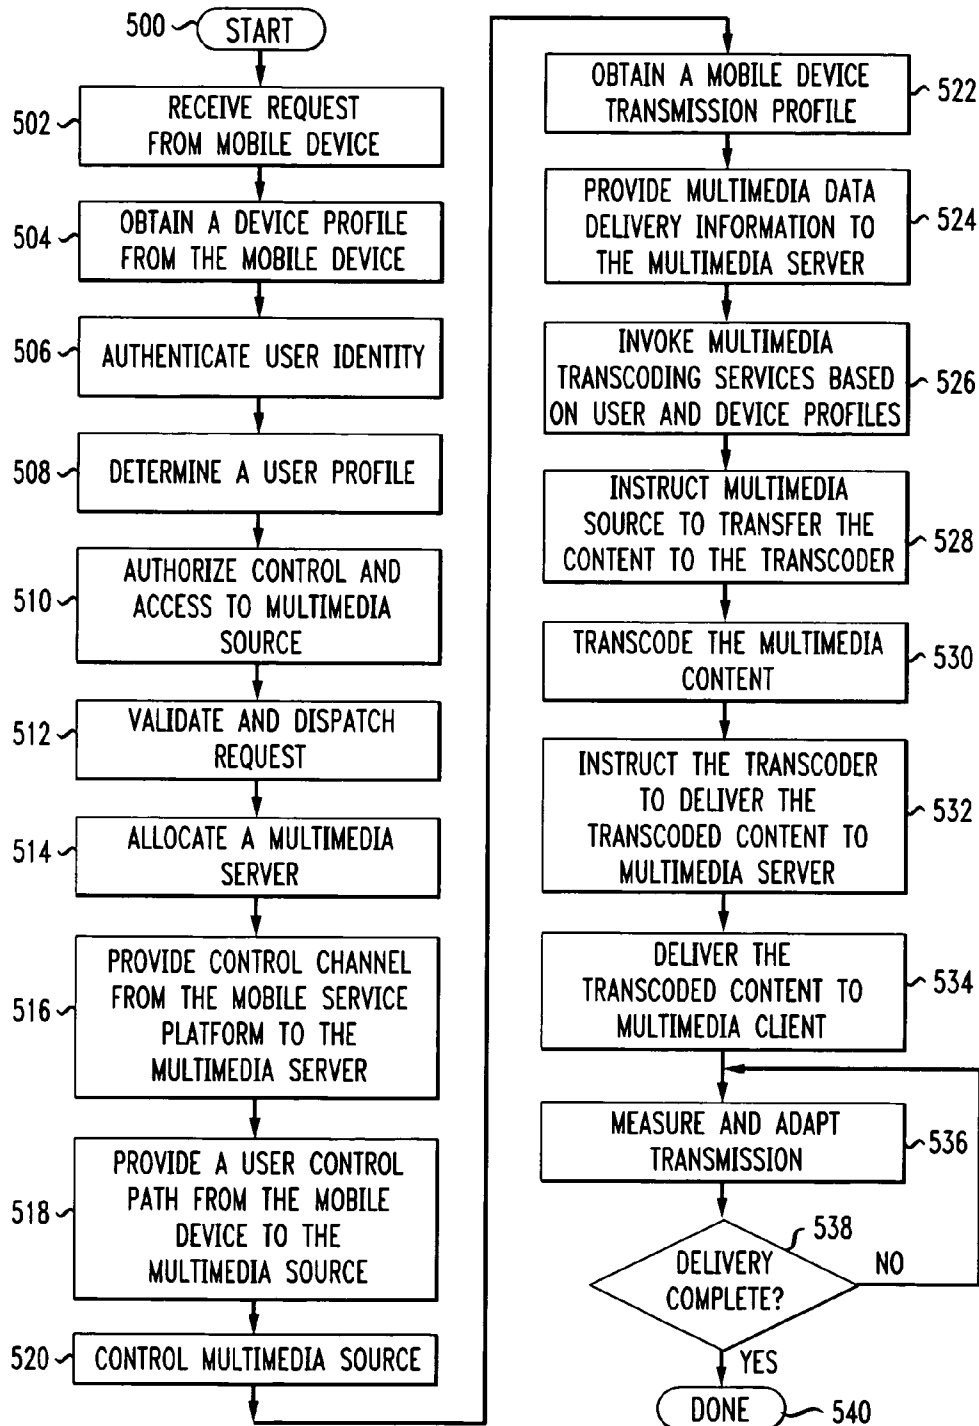 500
START
502
RECEIVE REQUEST
FROM MOBILE DEVICE
504
OBTAIN A DEVICE PROFILE
FROM THE MOBILE DEVICE
506
AUTHENTICATE USER IDENTITY
508
DETERMINE A USER PROFILE
510
AUTHORIZE CONTROL AND
ACCESS TO MULTIMEDIA
SOURCE
512
VALIDATE AND DISPATCH
REQUEST
514
ALLOCATE A MULTIMEDIA
SERVER
516
PROVIDE CONTROL CHANNEL
FROM THE MOBILE SERVICE
PLATFORM TO THE
MULTIMEDIA SERVER
518
PROVIDE A USER CONTROL
PATH FROM THE MOBILE
DEVICE TO THE
MULTIMEDIA SOURCE
520
CONTROL MULTIMEDIA SOURCE
OBTAIN A MOBILE DEVICE
TRANSMISSION PROFILE
522
PROVIDE MULTIMEDIA DATA
DELIVERY INFORMATION TO
THE MULTIMEDIA SERVER
524
INVOKE MULTIMEDIA
TRANSCODING SERVICES BASED
ON USER AND DEVICE PROFILES
526
INSTRUCT MULTIMEDIA
SOURCE TO TRANSFER THE
CONTENT TO THE TRANSCODER
528
TRANSCODE THE MULTIMEDIA
CONTENT
530
INSTRUCT THE TRANSCODER
TO DELIVER THE
TRANSCODED CONTENT TO
MULTIMEDIA SERVER
532
DELIVER THE
TRANSCODED CONTENT TO
MULTIMEDIA CLIENT
534
MEASURE AND ADAPT
TRANSMISSION
536
538
DELIVERY
COMPLETE?
NO
YES
DONE
540